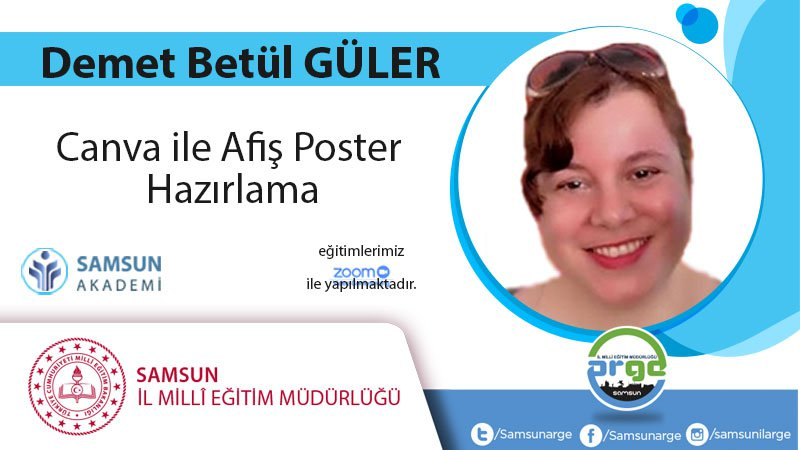 Demet Betül GÜLER
Canva ile Afiş Poster
Hazırlama
SAMSUN
AKADEMİ
eğitimlerimiz
zoom
ile yapılmaktadır.
T.C. TÜRKİYE CUMHURİYETİ MİLLÎ EĞİTİM BAKANLIĞI
SAMSUN
İL MİLLÎ EĞİTİM MÜDÜRLÜĞÜ
İL MİLLİ EĞİTİM MÜDÜRLÜĞÜ
arge
samsun
/Samsunarge
/Samsunarge
/samsunilarge